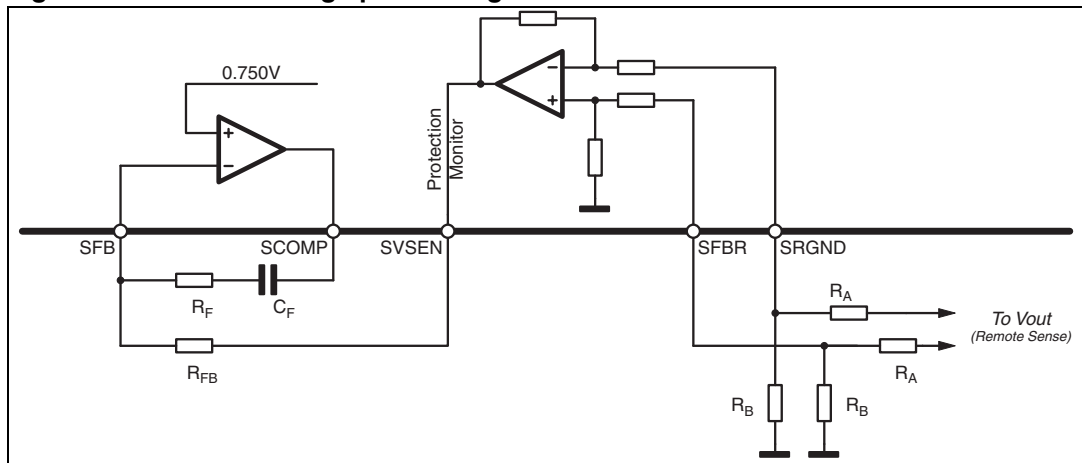 0.750V
+
−
−
+
Protection
Monitor
SFB
SCOMP
SVSEN
SFBR
SRGND
RF
CF
RFB
RA
To Vout
(Remote Sense)
RA
RB
RB